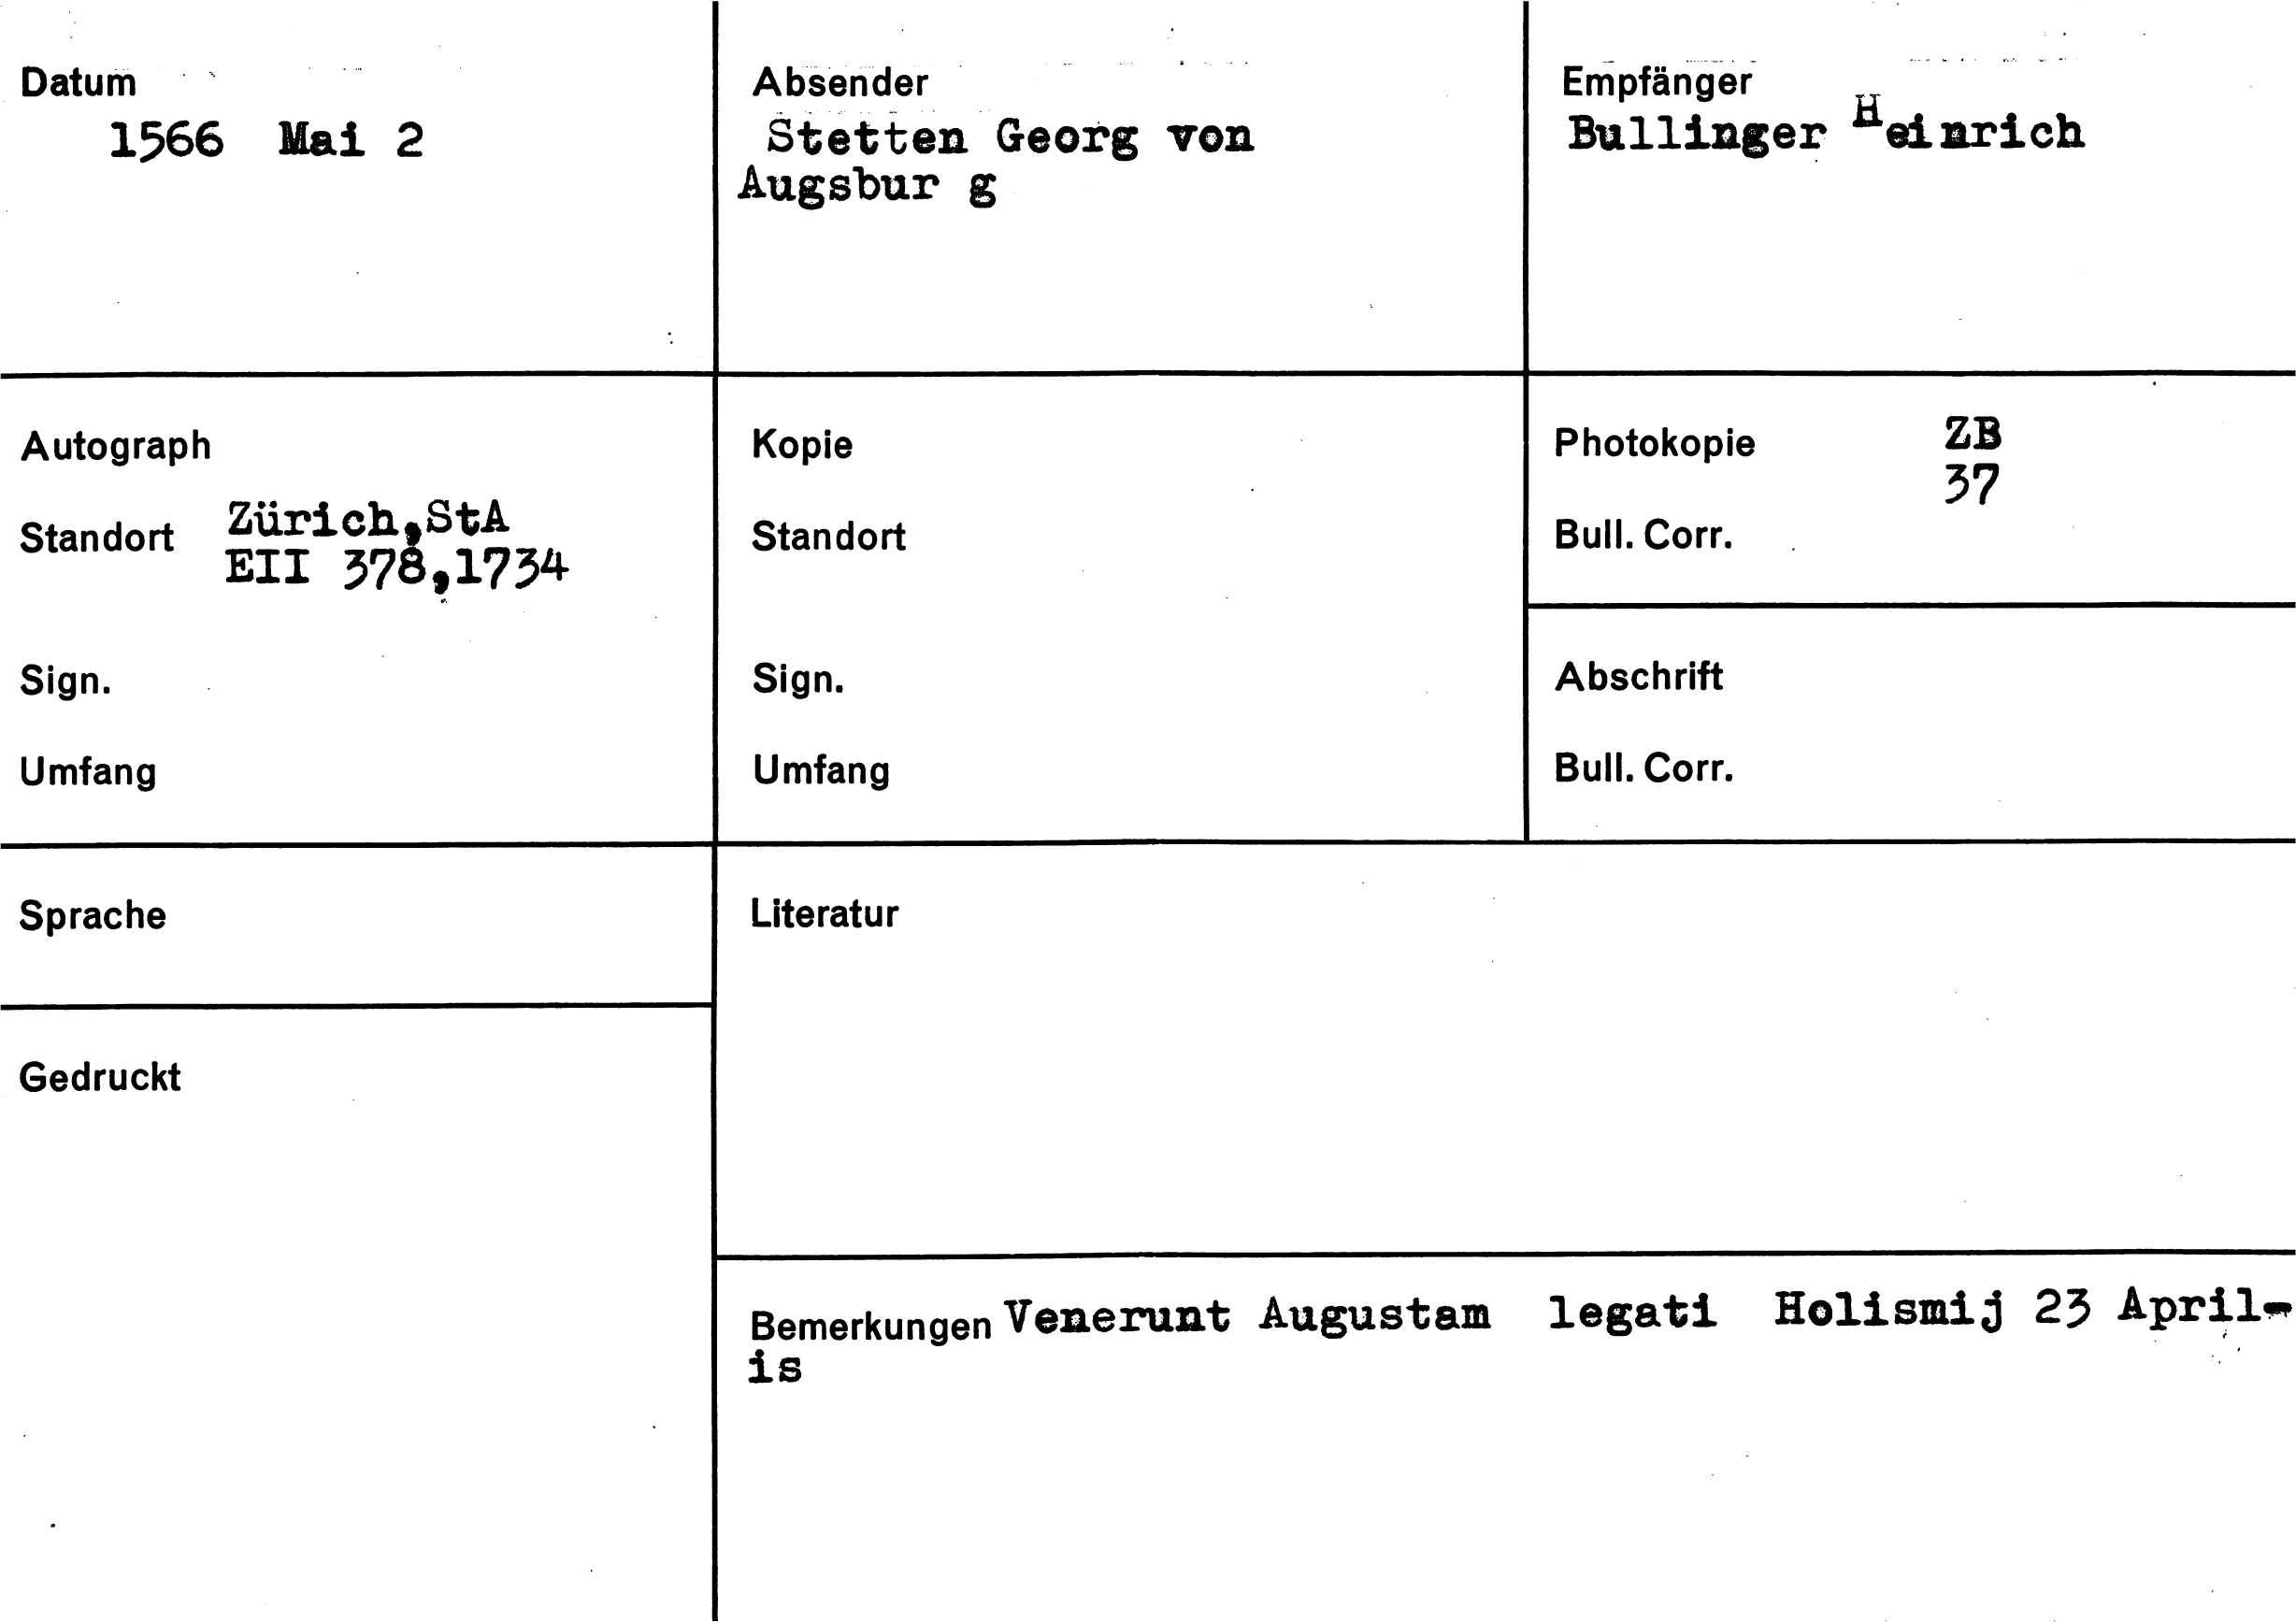 Datum
1566 Mai 2
Absender
Stetten Georg von
Augsbur g
Empfänger
Bullinger Heinrich
Autograph
Standort Zürich,StA
EII 378,1734
Sign.
Umfang
Kopie
Standort
Sign.
Umfang
Photokopie ZB
37
Bull. Corr.
Abschrift
Bull. Corr.
Sprache
Gedruckt
Literatur
Bemerkungen Venerunt Augustam legati Holismij 23 April-
is